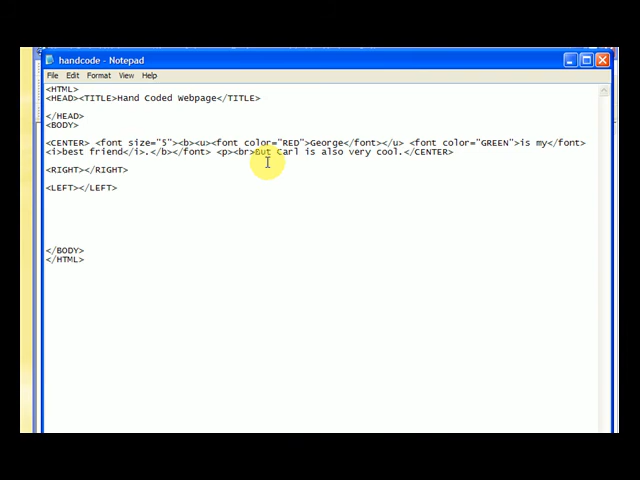 handcode - Notepad
File Edit Format View Help
<HTML>
<HEAD><TITLE>Hand Coded Webpage</TITLE>
</HEAD>
<BODY>
<CENTER> <font size="5"><b><u><font color="RED">George</font></u> <font color="GREEN">is my</font>
<i>best friend</i>.</b></font> <p><br>But Carl is also very cool.</CENTER>
<RIGHT></RIGHT>
<LEFT></LEFT>
</BODY>
</HTML>